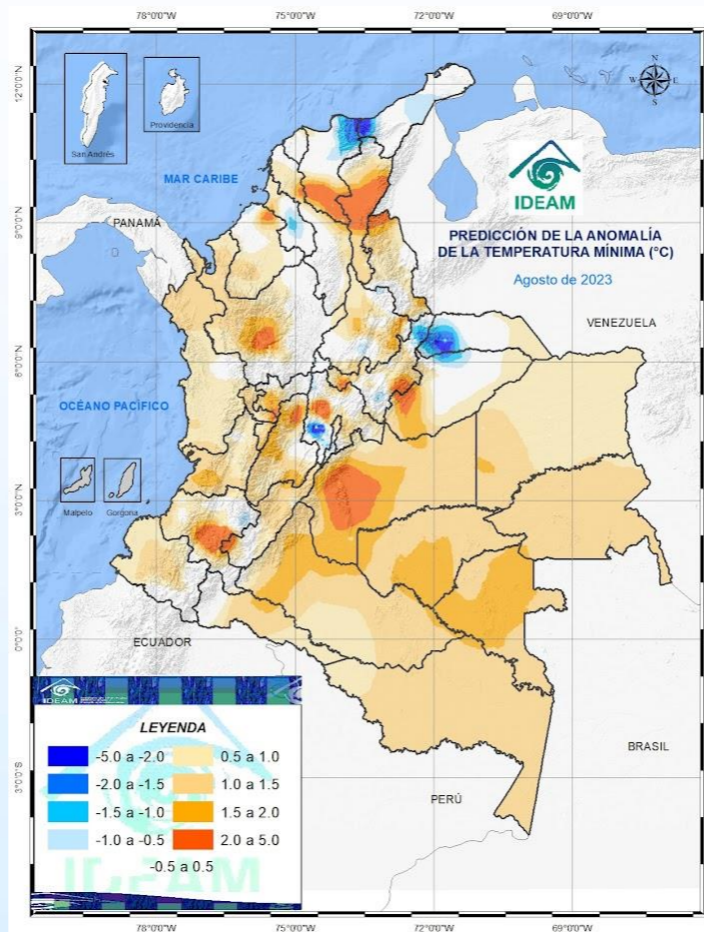 78°0'0"W 75°0'0"W 72°0'0"W 69°0'0"W
12°0'0"N
N
W E
S
San Andrés
Providencia
MAR CARIBE
IDEAM
9°0'0"N
PANAMÁ
PREDICCIÓN DE LA ANOMALÍA
DE LA TEMPERATURA MÍNIMA (°C)
Agosto de 2023
VENEZUELA
6°0'0"N
OCÉANO PACÍFICO
3°0'0"N
Malpelo
Gorgona
0°0'0"
ECUADOR
IDEAM
LEYENDA
-5.0 a -2.0 0.5 a 1.0
-2.0 a -1.5 1.0 a 1.5
-1.5 a -1.0 1.5 a 2.0
-1.0 a -0.5 2.0 a 5.0
-0.5 a 0.5
IDEAM
BRASIL
3°0'0"S
PERÚ
78°0'0"W 75°0'0"W 72°0'0"W 69°0'0"W